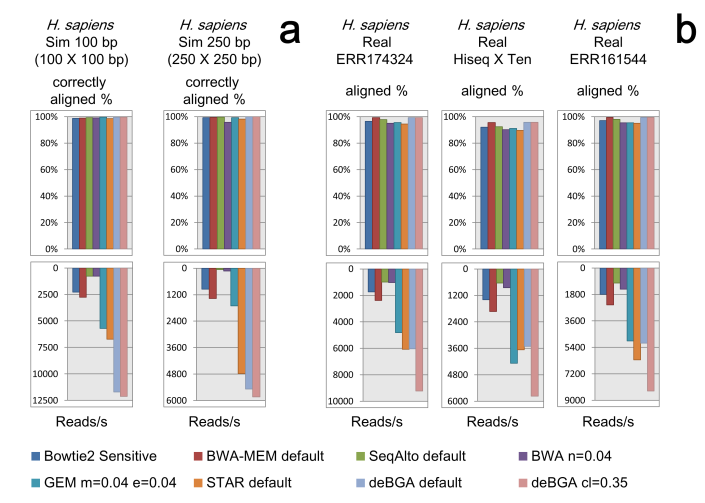 H. sapiens
Sim 100 bp
(100 X 100 bp)
correctly
aligned %
H. sapiens
Sim 250 bp
(250 X 250 bp)
correctly
aligned %
a
H. sapiens
Real
ERR174324
aligned %
H. sapiens
Real
Hiseq X Ten
aligned %
H. sapiens
Real
ERR161544
aligned %
b
100%
80%
60%
40%
20%
0%
100%
80%
60%
40%
20%
0%
100%
80%
60%
40%
20%
0%
100%
80%
60%
40%
20%
0%
100%
80%
60%
40%
20%
0%
0
2500
5000
7500
10000
12500
0
1200
2400
3600
4800
6000
0
2000
4000
6000
8000
10000
0
1200
2400
3600
4800
6000
0
1800
3600
5400
7200
9000
Reads/s
Reads/s
Reads/s
Reads/s
Reads/s
Bowtie2 Sensitive
BWA-MEM default
SeqAlto default
BWA n=0.04
GEM m=0.04 e=0.04
STAR default
deBGA default
deBGA cl=0.35